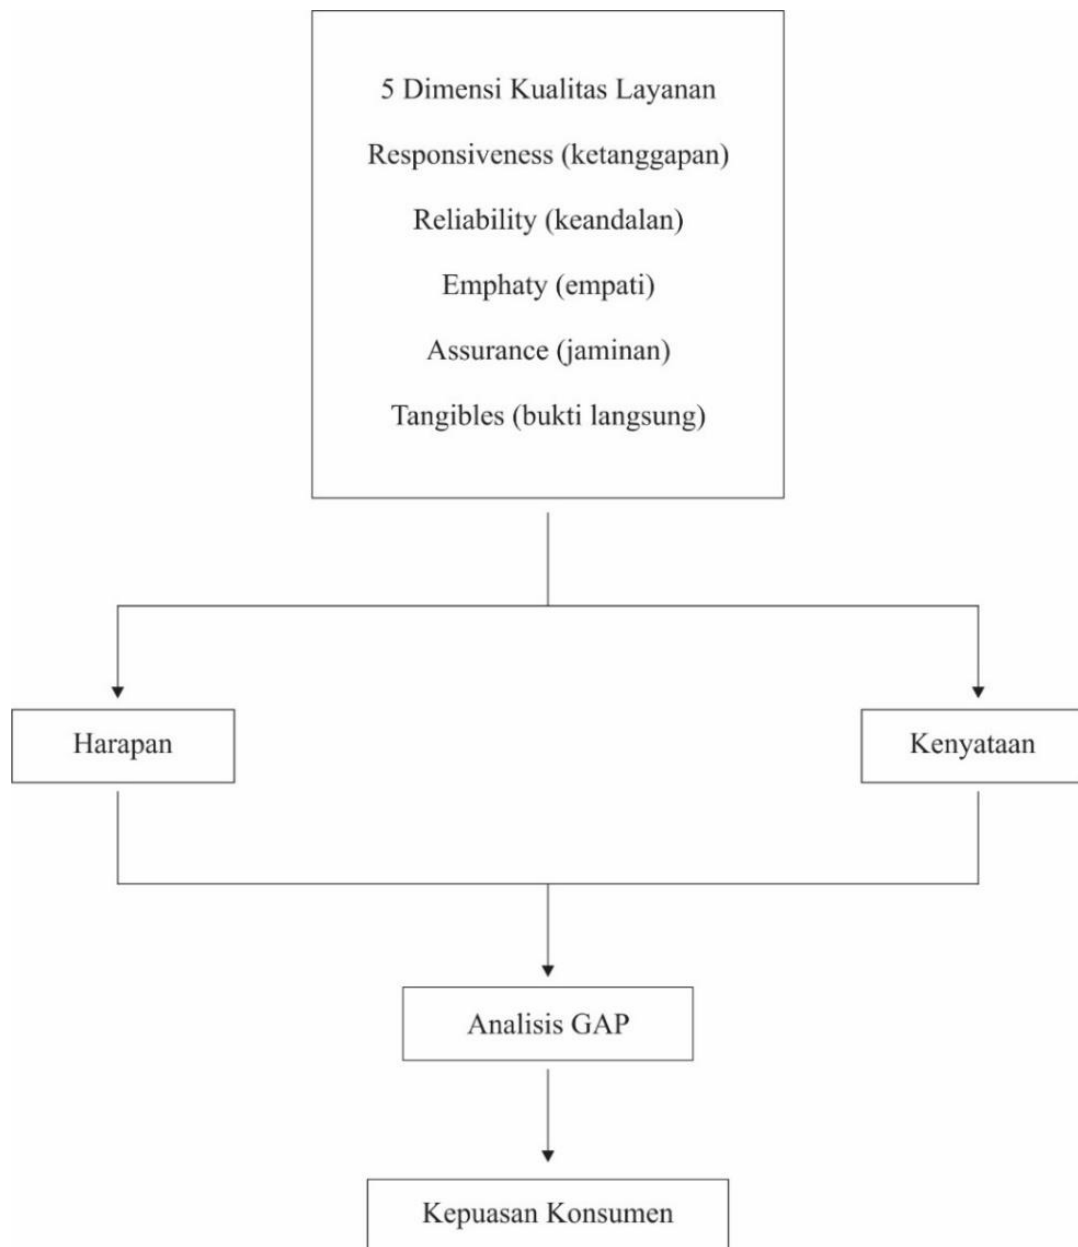 5 Dimensi Kualitas Layanan
Responsiveness (ketanggapan)
Reliability (keandalan)
Emphaty (empati)
Assurance (jaminan)
Tangibles (bukti langsung)
Harapan
Kenyataan
Analisis GAP
Kepuasan Konsumen